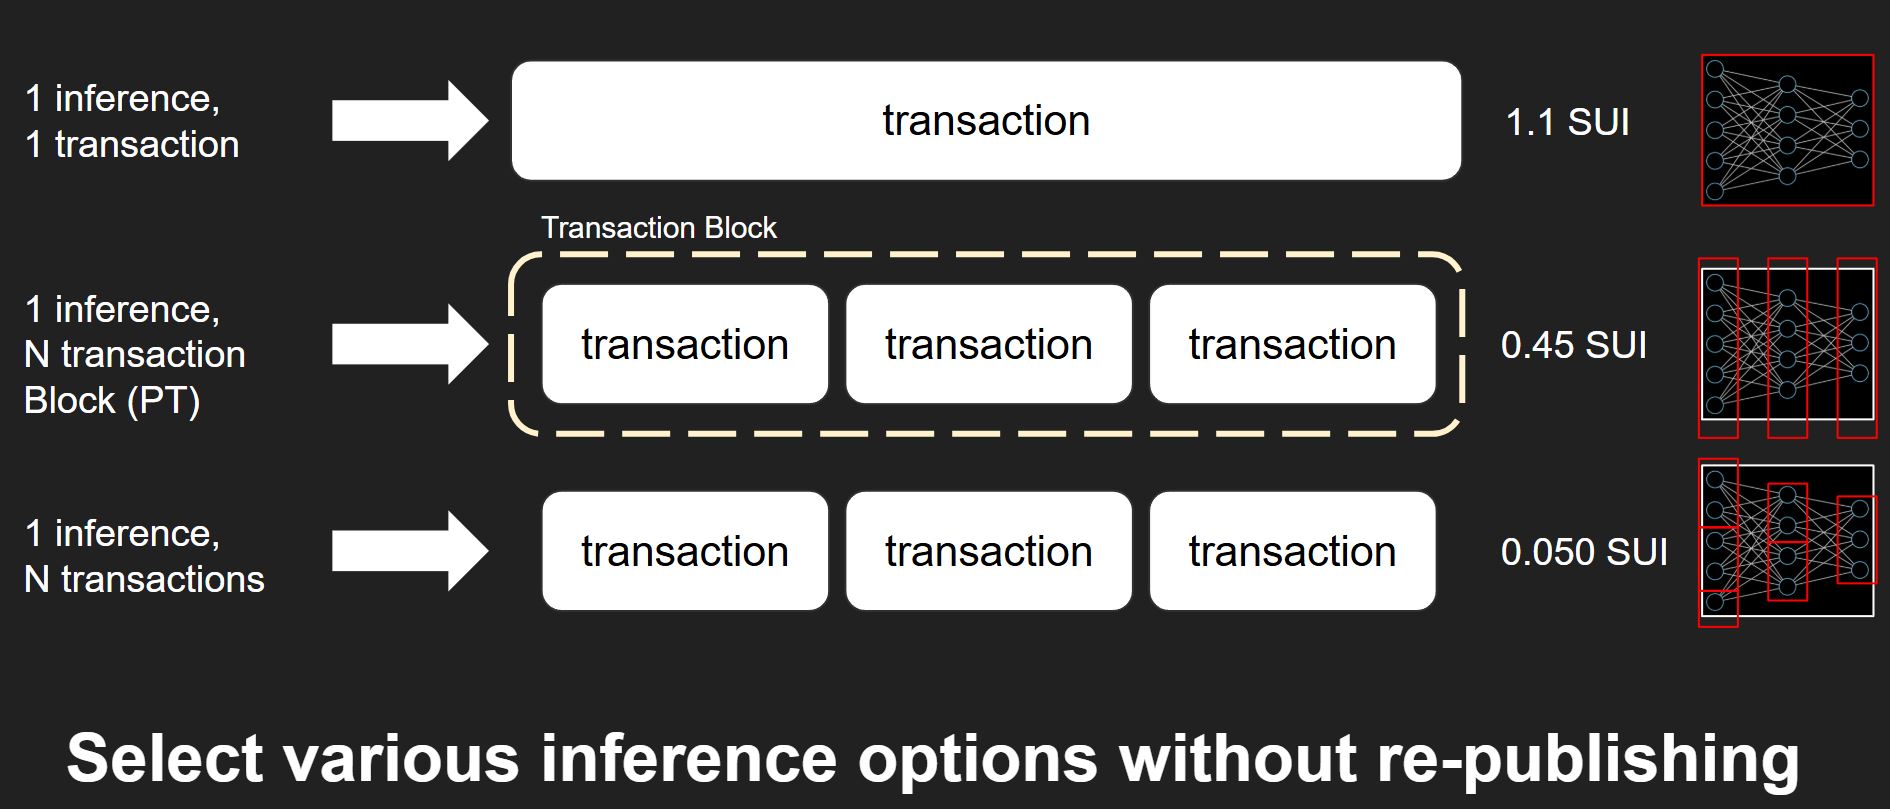 1 inference,
1 transaction
transaction
1.1 SUI
Transaction Block
1 inference,
N transaction
Block (PT)
transaction
transaction
transaction
0.45 SUI
1 inference,
N transactions
transaction
transaction
transaction
0.050 SUI
Select various inference options without re-publishing